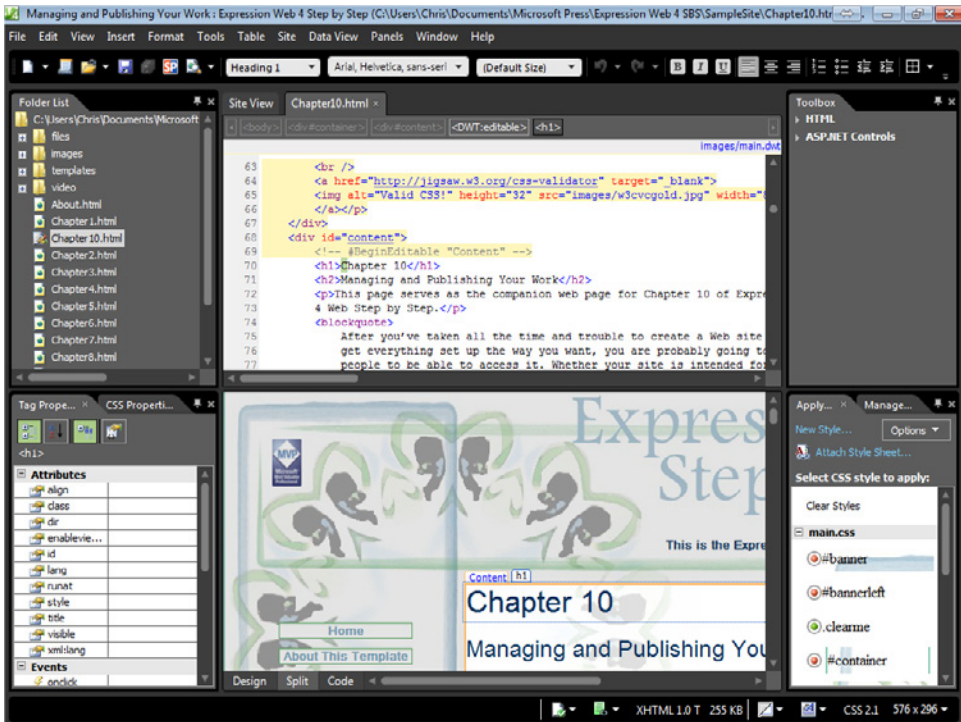 Managing and Publishing Your Work : Expression Web 4 Step by Step (C:\Users\Chris\Documents\Microsoft Press\Expression Web 4 SBS\SampleSite\Chapter10.htm
File Edit View Insert Format Tools Table Site Data View Panels Window Help
Heading 1 Arial, Helvetica, sans-seri (Default Size) B I U
Folder List
C:\Users\Chris\Documents\Microsoft
files
images
templates
video
About.html
Chapter1.html
Chapter10.html
Chapter2.html
Chapter3.html
Chapter4.html
Chapter5.html
Chapter6.html
Chapter7.html
Chapter8.html
Site View Chapter10.html
<body> <div#container> <div#content> <DWT:editable> <h1>
images/main.dwt
63 <br />
64 <a href="http://jigsaw.w3.org/css-validator" target="_blank">
65 <img alt="Valid CSS!" height="32" src="images/w3cvcgold.jpg" width="
66 </a></p>
67 </div>
68 <div id="content">
69 <!-- #BeginEditable "Content" -->
70 <h1>Chapter 10</h1>
71 <h2>Managing and Publishing Your Work</h2>
72 <p>This page serves as the companion web page for Chapter 10 of Expre
73 4 Web Step by Step.</p>
74 <blockquote>
75 After you've taken all the time and trouble to create a Web site
76 get everything set up the way you want, you are probably going to
77 people to be able to access it. Whether your site is intended for
Toolbox
HTML
ASP.NET Controls
Tag Prope... CSS Properti...
<h1>
Attributes
align
class
dir
enablevie...
id
lang
runat
style
title
visible
xml:lang
Events
onclick
MVP
Microsoft
Expres
Step
This is the Expre
Content h1
Chapter 10
Managing and Publishing You
Home
About This Template
Design Split Code
Apply... Manage...
New Style... Options
Attach Style Sheet...
Select CSS style to apply:
Clear Styles
main.css
#banner
#bannerleft
.clearme
#container
XHTML 1.0 T 255 KB CSS 2.1 576 x 296